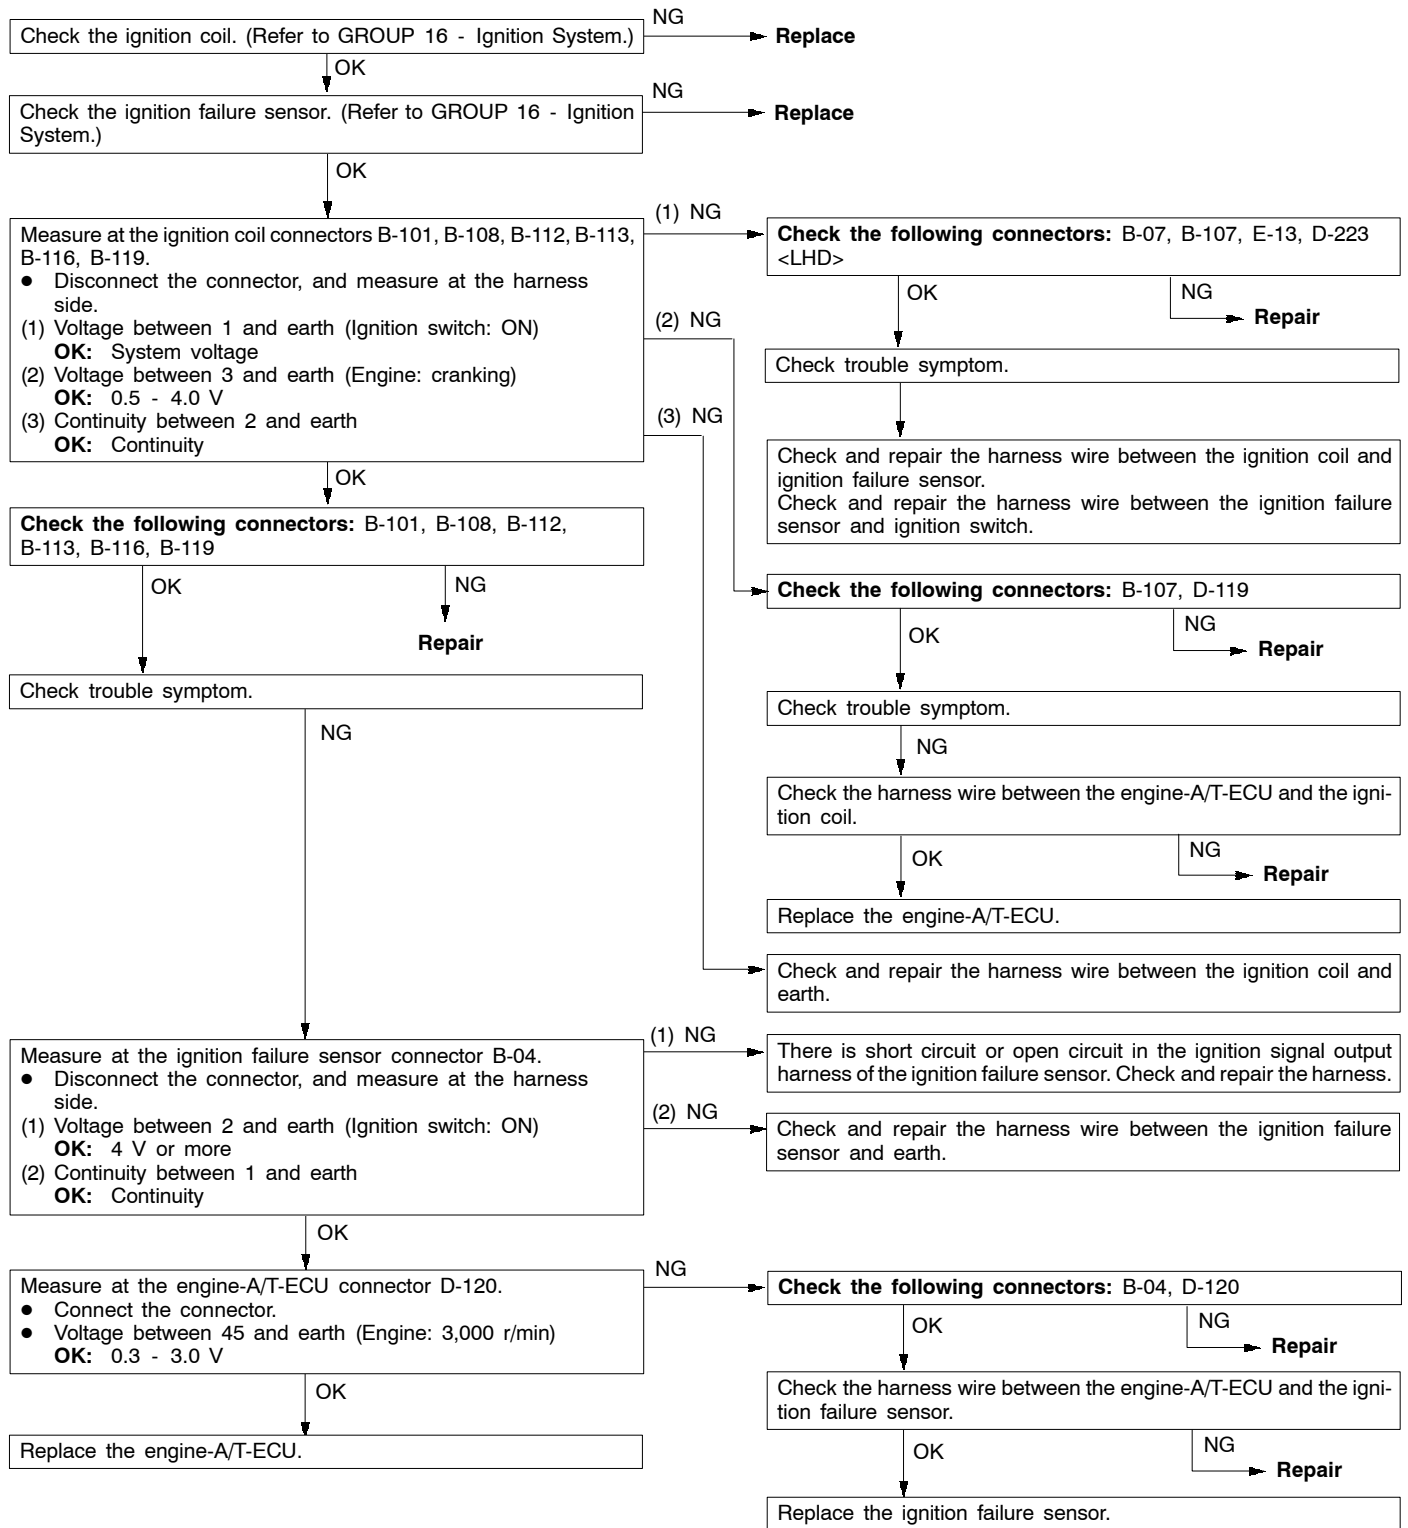 Check the ignition coil. (Refer to GROUP 16 - Ignition System.)
NG
Replace
OK
Check the ignition failure sensor. (Refer to GROUP 16 - Ignition
System.)
NG
Replace
OK
Measure at the ignition coil connectors B-101, B-108, B-112, B-113,
B-116, B-119.
● Disconnect the connector, and measure at the harness
side.
(1) Voltage between 1 and earth (Ignition switch: ON)
OK: System voltage
(2) Voltage between 3 and earth (Engine: cranking)
OK: 0.5 - 4.0 V
(3) Continuity between 2 and earth
OK: Continuity
(1) NG
(2) NG
(3) NG
Check the following connectors: B-07, B-107, E-13, D-223
<LHD>
OK
NG
Repair
Check trouble symptom.
Check and repair the harness wire between the ignition coil and
ignition failure sensor.
Check and repair the harness wire between the ignition failure
sensor and ignition switch.
OK
Check the following connectors: B-101, B-108, B-112,
B-113, B-116, B-119
OK
NG
Repair
Check trouble symptom.
NG
Check the following connectors: B-107, D-119
OK
NG
Repair
Check trouble symptom.
NG
Check the harness wire between the engine-A/T-ECU and the igni-
tion coil.
OK
NG
Repair
Replace the engine-A/T-ECU.
Check and repair the harness wire between the ignition coil and
earth.
Measure at the ignition failure sensor connector B-04.
● Disconnect the connector, and measure at the harness
side.
(1) Voltage between 2 and earth (Ignition switch: ON)
OK: 4 V or more
(2) Continuity between 1 and earth
OK: Continuity
(1) NG
There is short circuit or open circuit in the ignition signal output
harness of the ignition failure sensor. Check and repair the harness.
(2) NG
Check and repair the harness wire between the ignition failure
sensor and earth.
OK
Measure at the engine-A/T-ECU connector D-120.
● Connect the connector.
● Voltage between 45 and earth (Engine: 3,000 r/min)
OK: 0.3 - 3.0 V
NG
Check the following connectors: B-04, D-120
OK
NG
Repair
Check the harness wire between the engine-A/T-ECU and the igni-
tion failure sensor.
OK
NG
Repair
Replace the ignition failure sensor.
OK
Replace the engine-A/T-ECU.